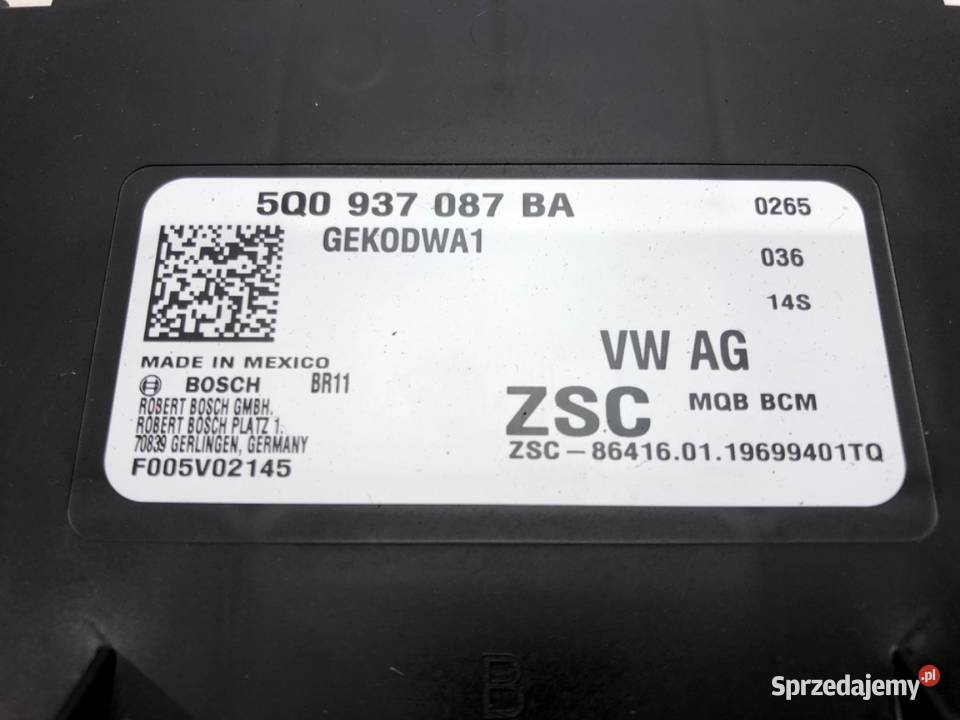 5Q0 937 087 BA
0265
GEKODWA1
036
14S
VW AG
MADE IN MEXICO
BOSCH BR11
ZSC MQB BCM
ROBERT BOSCH GMBH.
ROBERT BOSCH PLATZ 1.
70839 GERLINGEN, GERMANY
ZSC-86416.01.19699401TQ
F005V02145
B
Sprzedajemy.pl